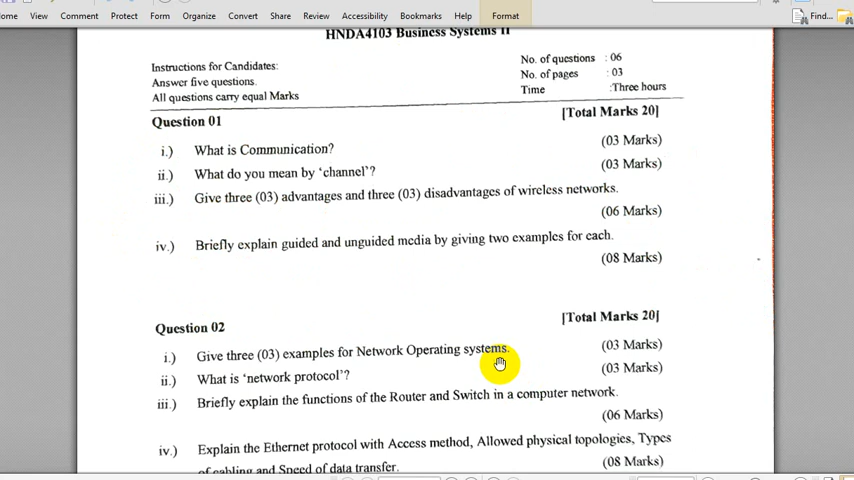 ome View Comment Protect Form Organize Convert Share Review Accessibility Bookmarks Help Format Find...
HNDA4103 Business Systems II
Instructions for Candidates:
Answer five questions.
All questions carry equal Marks
No. of questions : 06
No. of pages : 03
Time :Three hours
Question 01 [Total Marks 20]
i.) What is Communication? (03 Marks)
ii.) What do you mean by ‘channel’? (03 Marks)
iii.) Give three (03) advantages and three (03) disadvantages of wireless networks.
(06 Marks)
iv.) Briefly explain guided and unguided media by giving two examples for each.
(08 Marks)
Question 02 [Total Marks 20]
i.) Give three (03) examples for Network Operating systems. (03 Marks)
ii.) What is ‘network protocol’? (03 Marks)
iii.) Briefly explain the functions of the Router and Switch in a computer network.
(06 Marks)
iv.) Explain the Ethernet protocol with Access method, Allowed physical topologies, Types
of cabling and Speed of data transfer. (08 Marks)